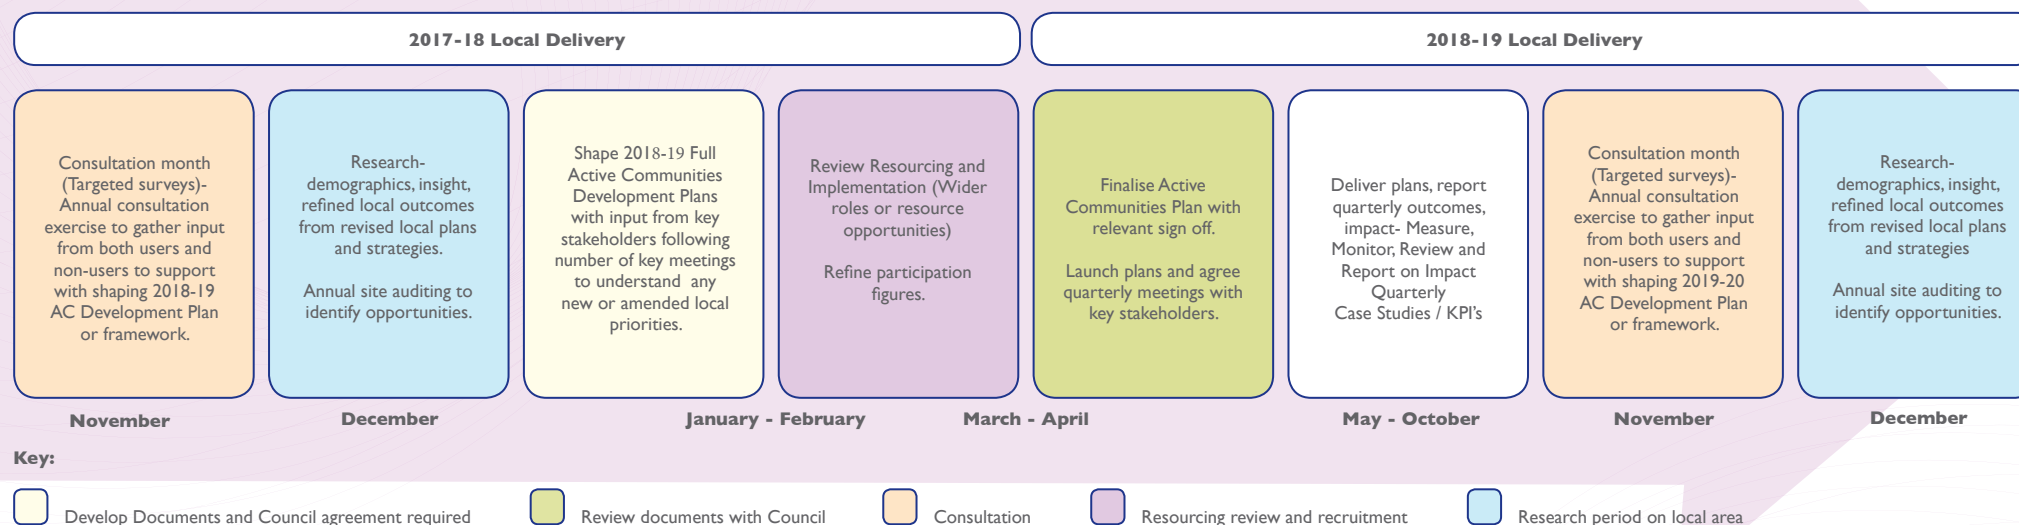 2017-18 Local Delivery
2018-19 Local Delivery
Consultation month
(Targeted surveys)-
Annual consultation
exercise to gather input
from both users and
non-users to support
with shaping 2018-19
AC Development Plan
or framework.
Research-
demographics, insight,
refined local outcomes
from revised local plans
and strategies.
Annual site auditing to
identify opportunities.
Shape 2018-19 Full
Active Communities
Development Plans
with input from key
stakeholders following
number of key meetings
to understand any
new or amended local
priorities.
Review Resourcing and
Implementation (Wider
roles or resource
opportunities)
Refine participation
figures.
Finalise Active
Communities Plan with
relevant sign off.
Launch plans and agree
quarterly meetings with
key stakeholders.
Deliver plans, report
quarterly outcomes,
impact- Measure,
Monitor, Review and
Report on Impact
Quarterly
Case Studies / KPI's
Consultation month
(Targeted surveys)-
Annual consultation
exercise to gather input
from both users and
non-users to support
with shaping 2019-20
AC Development Plan
or framework.
Research-
demographics, insight,
refined local outcomes
from revised local plans
and strategies
Annual site auditing to
identify opportunities.
November
December
January - February
March - April
May - October
November
December
Key:
Develop Documents and Council agreement required
Review documents with Council
Consultation
Resourcing review and recruitment
Research period on local area